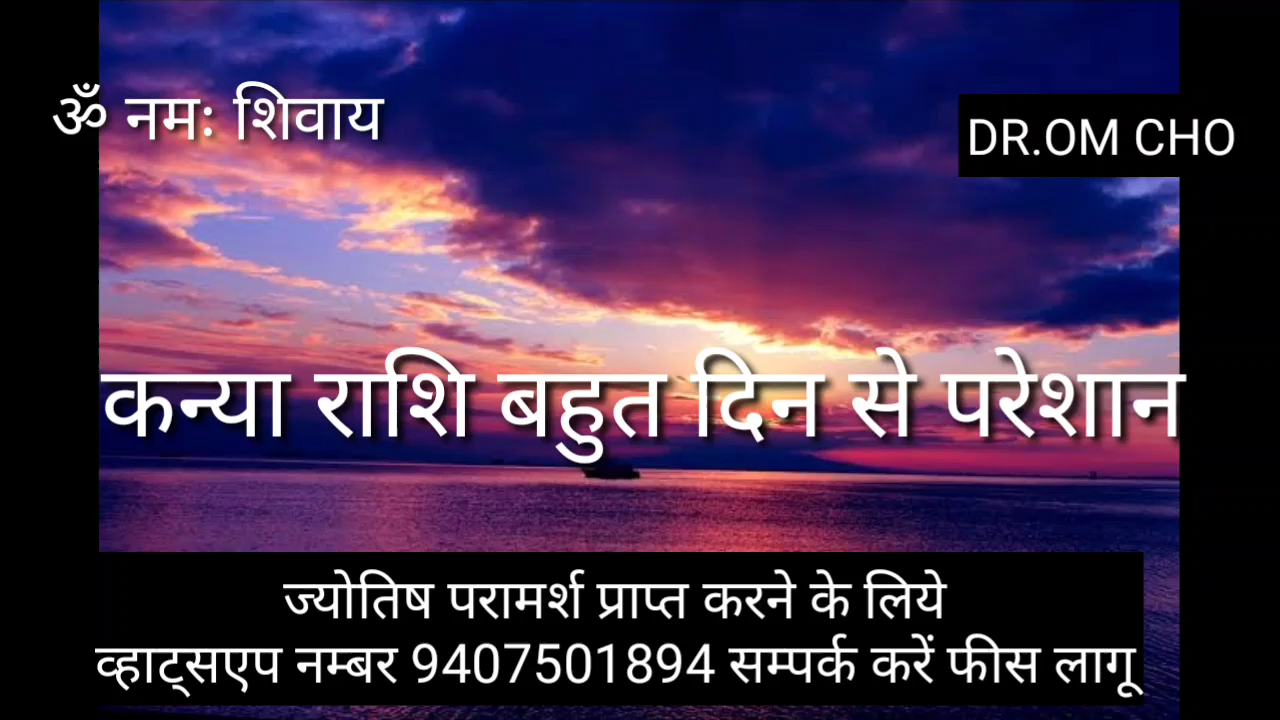 ॐ नमः शिवाय
DR.OM CHO
कन्या राशि बहुत दिन से परेशान
ज्योतिष परामर्श प्राप्त करने के लिये
व्हाट्सएप नम्बर 9407501894 सम्पर्क करें फीस लागू